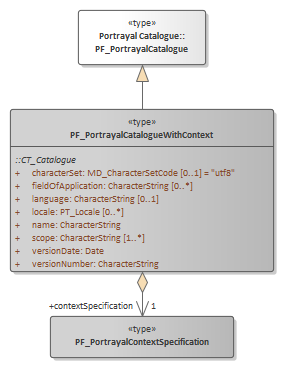 «type»
Portrayal Catalogue::
PF_PortrayalCatalogue
«type»
PF_PortrayalCatalogueWithContext
::CT_Catalogue
+ characterSet: MD_CharacterSetCode [0..1] = "utf8"
+ fieldOfApplication: CharacterString [0..*]
+ language: CharacterString [0..1]
+ locale: PT_Locale [0..*]
+ name: CharacterString
+ scope: CharacterString [1..*]
+ versionDate: Date
+ versionNumber: CharacterString
+contextSpecification 1
«type»
PF_PortrayalContextSpecification